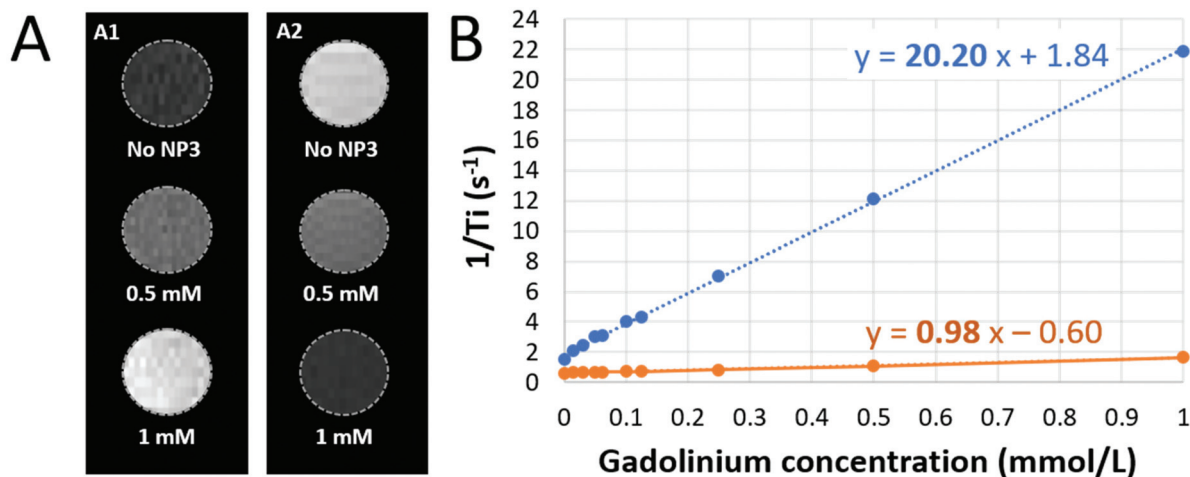 A
A1
No NP3
0.5 mM
1 mM
A2
No NP3
0.5 mM
1 mM
B
1/Ti (s⁻¹)
24
22
20
18
16
14
12
10
8
6
4
2
0
y = 20.20 x + 1.84
y = 0.98 x – 0.60
0 0.1 0.2 0.3 0.4 0.5 0.6 0.7 0.8 0.9 1
Gadolinium concentration (mmol/L)